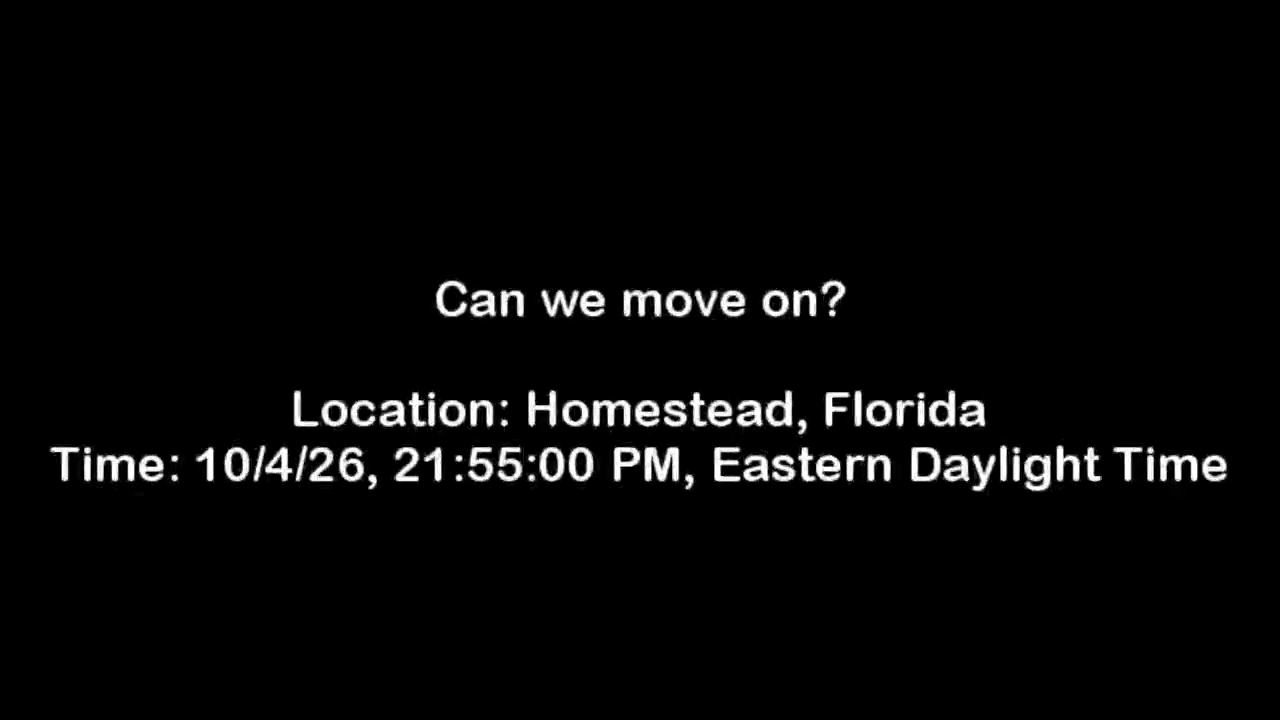 Can we move on?
Location: Homestead, Florida
Time: 10/4/26, 21:55:00 PM, Eastern Daylight Time